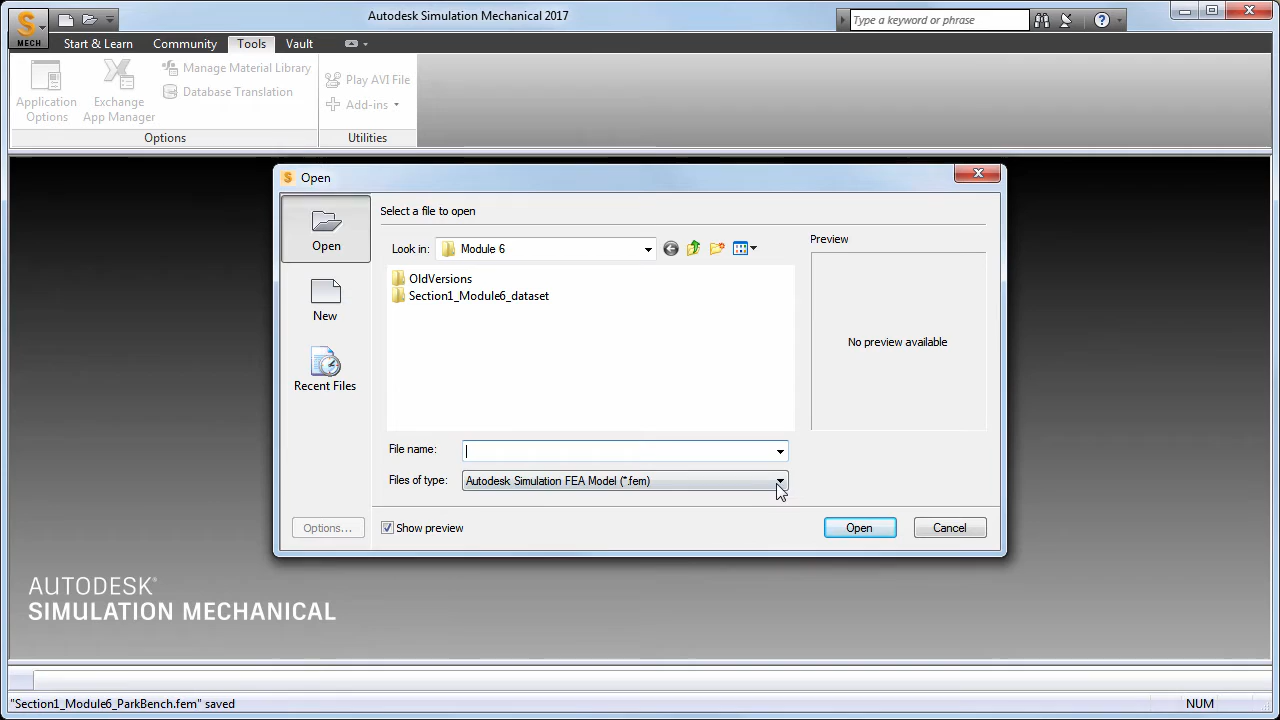 Autodesk Simulation Mechanical 2017
Type a keyword or phrase
MECH
Start & Learn Community Tools Vault
Application Options
Exchange App Manager
Manage Material Library
Database Translation
Play AVI File
Add-ins
Options
Utilities
Open
Open
New
Recent Files
Options...
Select a file to open
Look in: Module 6
OldVersions
Section1_Module6_dataset
Preview
No preview available
File name:
Files of type: Autodesk Simulation FEA Model (*.fem)
Show preview
Open Cancel
AUTODESK®
SIMULATION MECHANICAL
"Section1_Module6_ParkBench.fem" saved
NUM